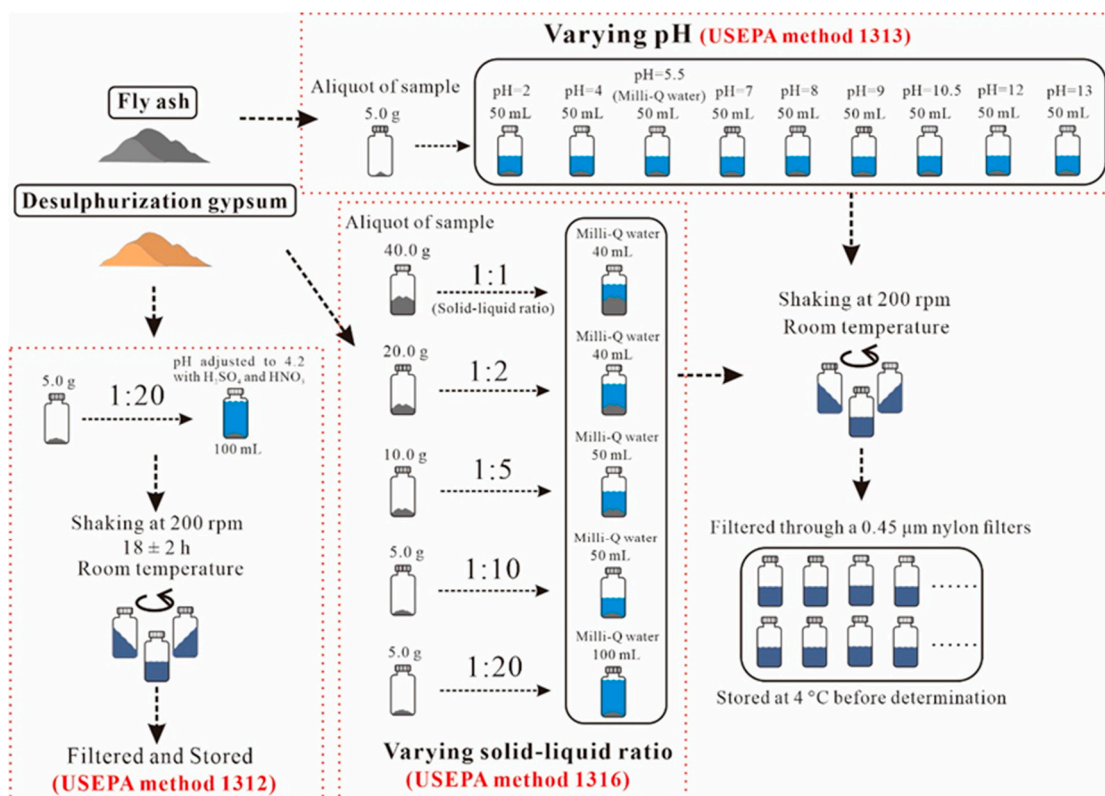 Varying pH (USEPA method 1313)
Fly ash
Desulphurization gypsum
Aliquot of sample
5.0 g
pH=2
50 mL
pH=4
50 mL
pH=5.5
(Milli-Q water)
50 mL
pH=7
50 mL
pH=8
50 mL
pH=9
50 mL
pH=10.5
50 mL
pH=12
50 mL
pH=13
50 mL
5.0 g
1:20
pH adjusted to 4.2
with H₂SO₄ and HNO₃
100 mL
Shaking at 200 rpm
18 ± 2 h
Room temperature
Filtered and Stored
(USEPA method 1312)
Aliquot of sample
40.0 g
1:1
(Solid-liquid ratio)
Milli-Q water
40 mL
20.0 g
1:2
Milli-Q water
40 mL
10.0 g
1:5
Milli-Q water
50 mL
5.0 g
1:10
Milli-Q water
50 mL
5.0 g
1:20
Milli-Q water
100 mL
Varying solid-liquid ratio
(USEPA method 1316)
Shaking at 200 rpm
Room temperature
Filtered through a 0.45 μm nylon filters
......
......
Stored at 4 °C before determination